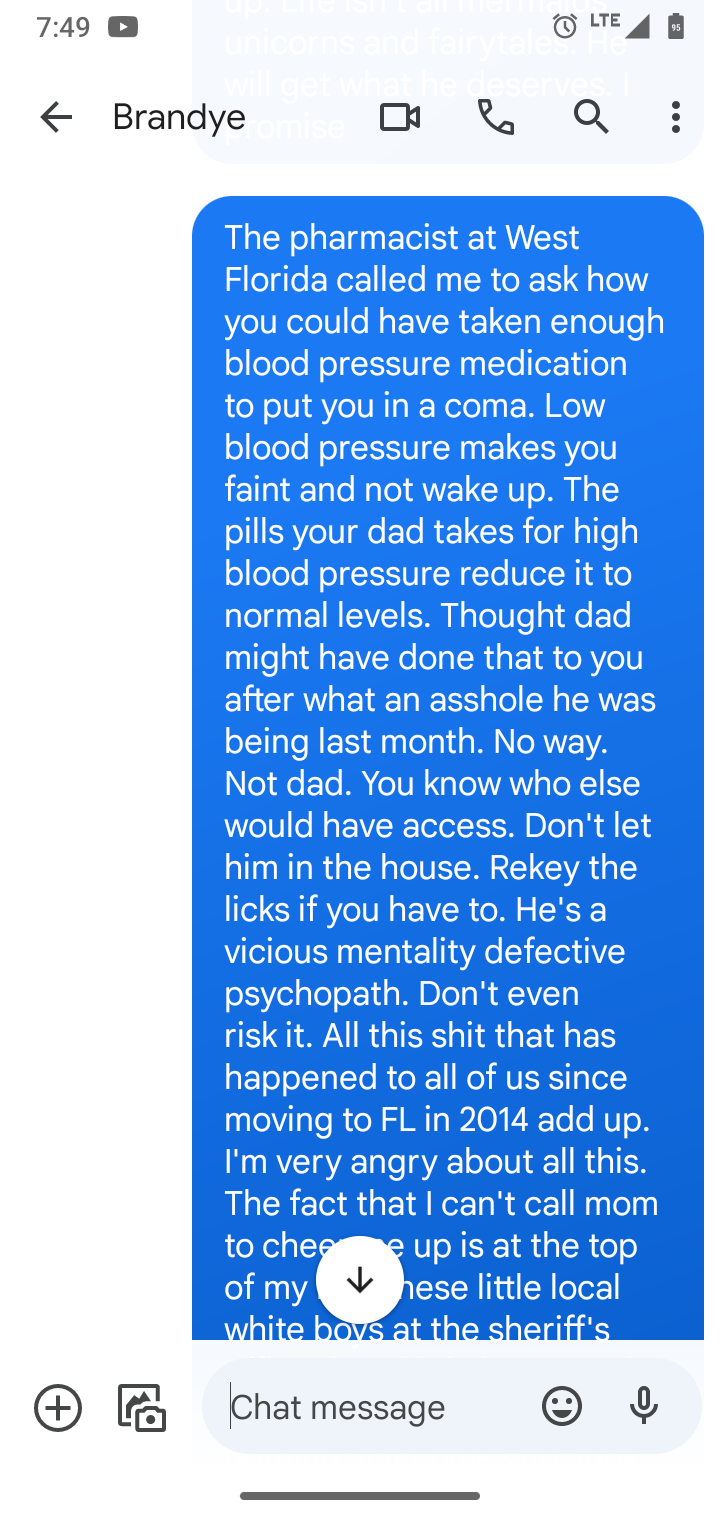 7:49
LTE
95
up. Life isn't all mermaids
unicorns and fairytales. He
will get what he deserves. I
promise
Brandye
The pharmacist at West
Florida called me to ask how
you could have taken enough
blood pressure medication
to put you in a coma. Low
blood pressure makes you
faint and not wake up. The
pills your dad takes for high
blood pressure reduce it to
normal levels. Thought dad
might have done that to you
after what an asshole he was
being last month. No way.
Not dad. You know who else
would have access. Don't let
him in the house. Rekey the
licks if you have to. He's a
vicious mentality defective
psychopath. Don't even
risk it. All this shit that has
happened to all of us since
moving to FL in 2014 add up.
I'm very angry about all this.
The fact that I can't call mom
to cheer me up is at the top
of my hese little local
white boys at the sheriff's
Chat message